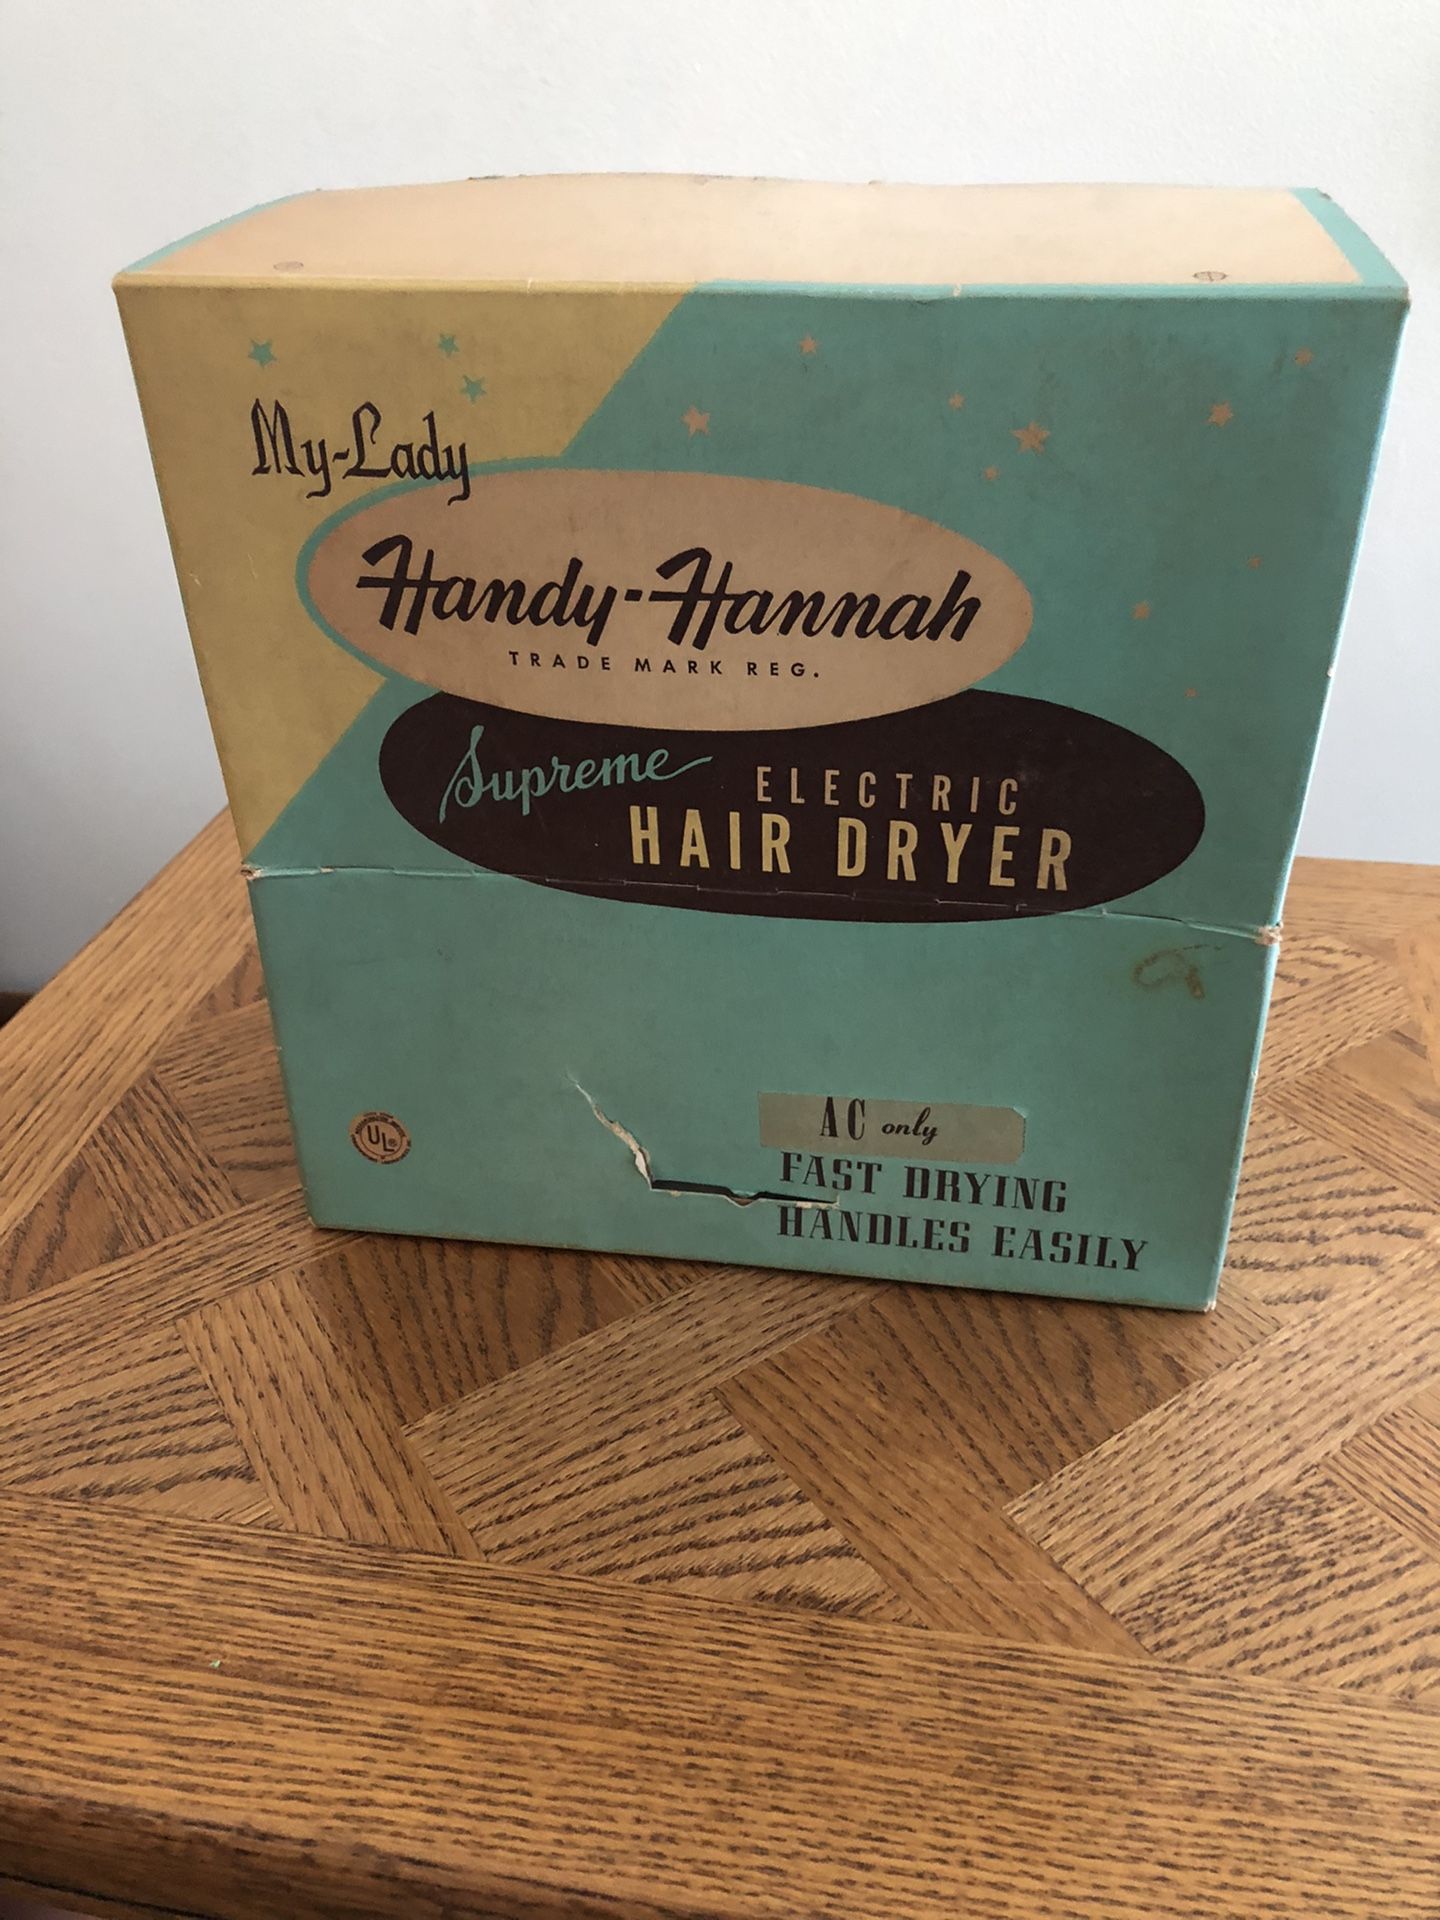 My-Lady
Handy-Hannah
TRADE MARK REG.
Supreme ELECTRIC
HAIR DRYER
UL®
AC only
FAST DRYING
HANDLES EASILY